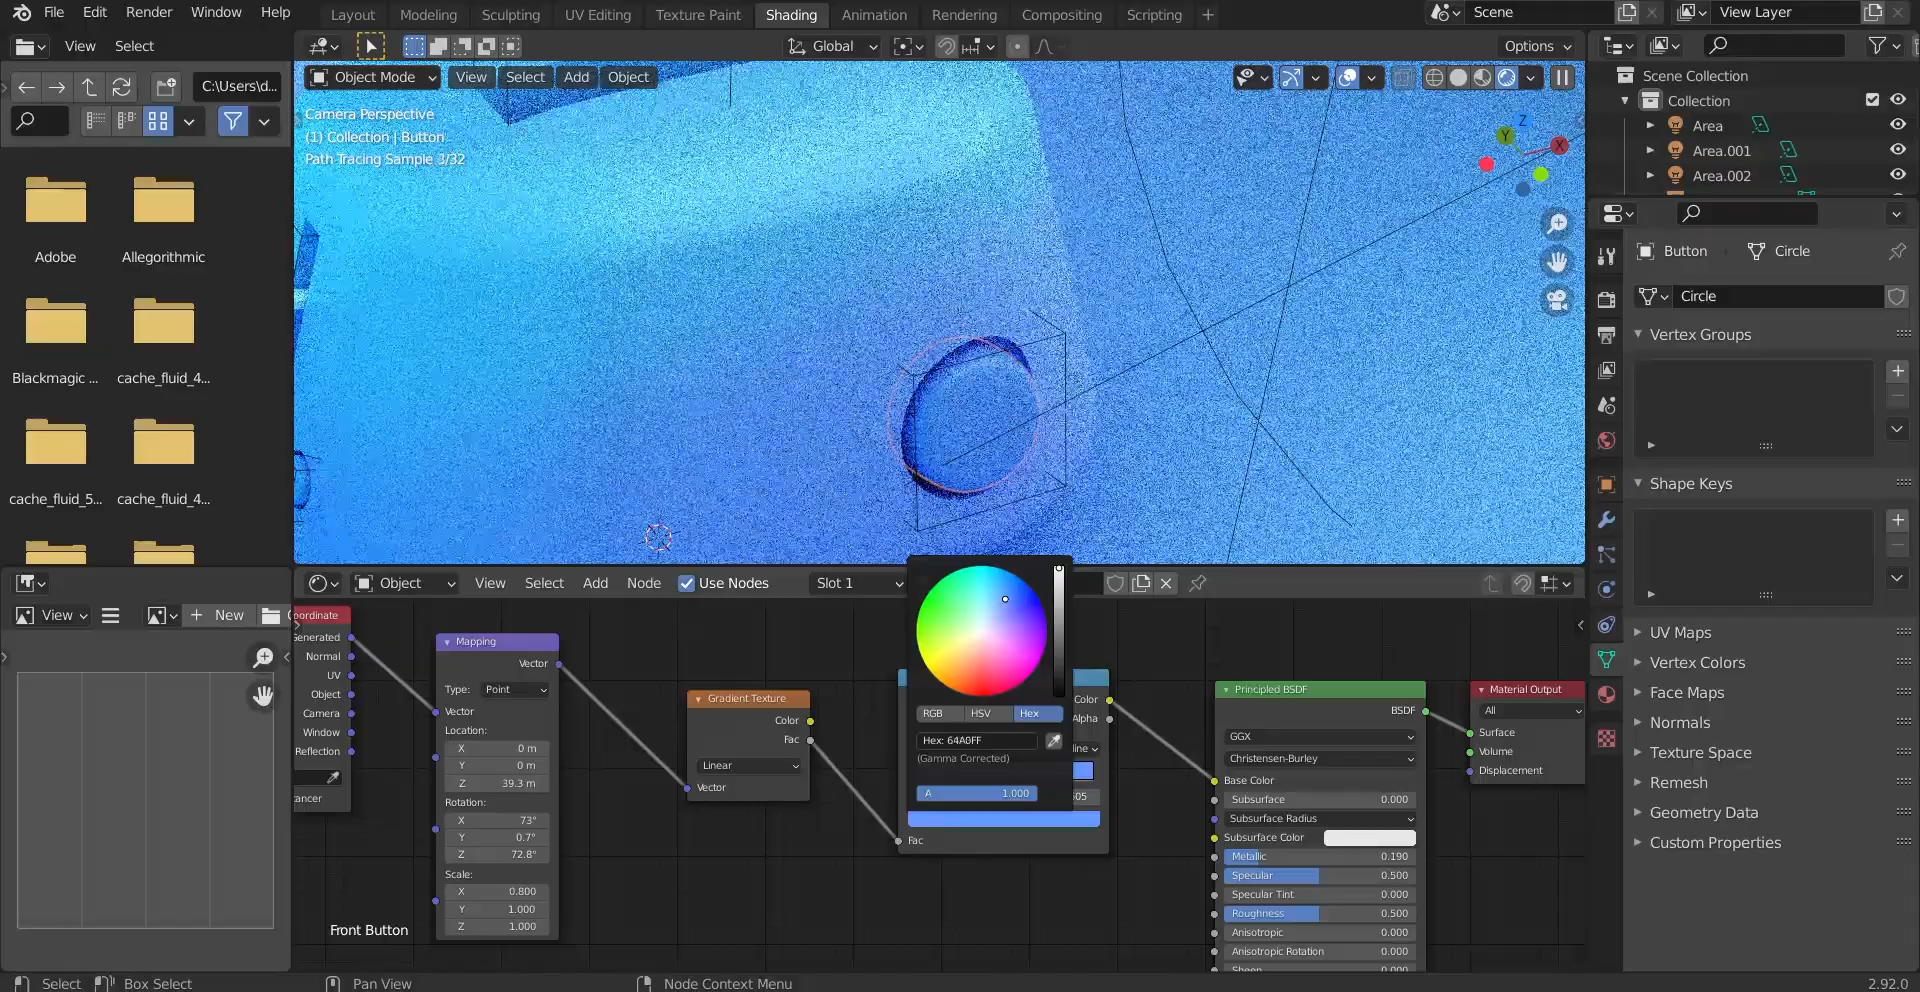 File Edit Render Window Help
Layout Modeling Sculpting UV Editing Texture Paint Shading Animation Rendering Compositing Scripting +
Scene
View Layer
View Select
Global
Options
C:\Users\d...
Object Mode View Select Add Object
Camera Perspective
(1) Collection | Button
Path Tracing Sample 3/32
Z
Y
X
Adobe
Allegorithmic
Blackmagic ...
cache_fluid_4...
cache_fluid_5...
cache_fluid_4...
Scene Collection
Collection
Area
Area.001
Area.002
Button
Circle
Circle
Vertex Groups
Shape Keys
UV Maps
Vertex Colors
Face Maps
Normals
Texture Space
Remesh
Geometry Data
Custom Properties
View
New
Object View Select Add Node Use Nodes Slot 1
oordinate
Generated
Normal
UV
Object
Camera
Window
Reflection
tancer
Mapping
Vector
Type: Point
Vector
Location:
X 0 m
Y 0 m
Z 39.3 m
Rotation:
X 73°
Y 0.7°
Z 72.8°
Scale:
X 0.800
Y 1.000
Z 1.000
Gradient Texture
Color
Fac
Linear
Vector
RGB HSV Hex
Hex: 64A0FF
(Gamma Corrected)
A 1.000
Color
Alpha
Fac
Principled BSDF
BSDF
GGX
Christensen-Burley
Base Color
Subsurface 0.000
Subsurface Radius
Subsurface Color
Metallic 0.190
Specular 0.500
Specular Tint 0.000
Roughness 0.500
Anisotropic 0.000
Anisotropic Rotation 0.000
Material Output
All
Surface
Volume
Displacement
Front Button
Select Box Select Pan View Node Context Menu 2.92.0